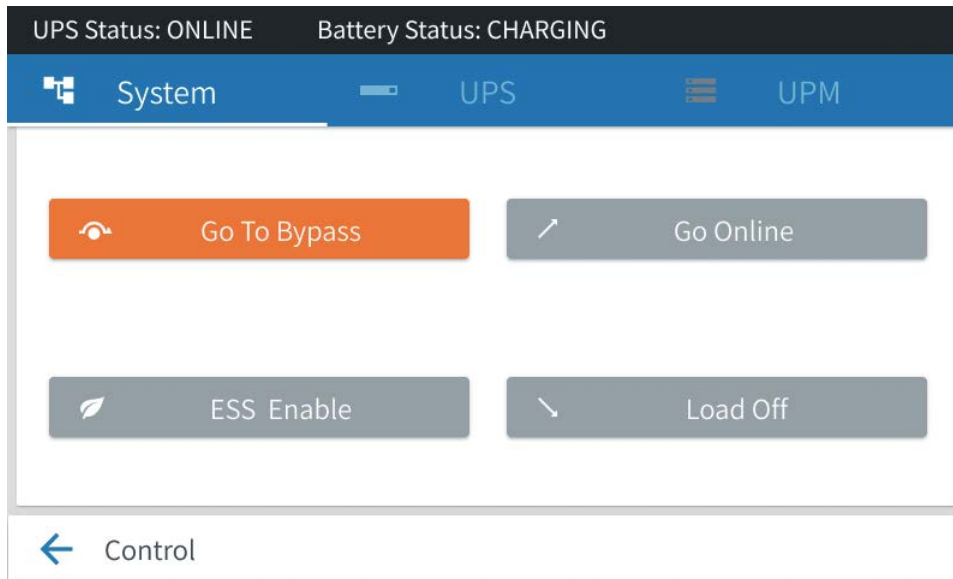 UPS Status: ONLINE Battery Status: CHARGING
System UPS UPM
Go To Bypass Go Online
ESS Enable Load Off
Control